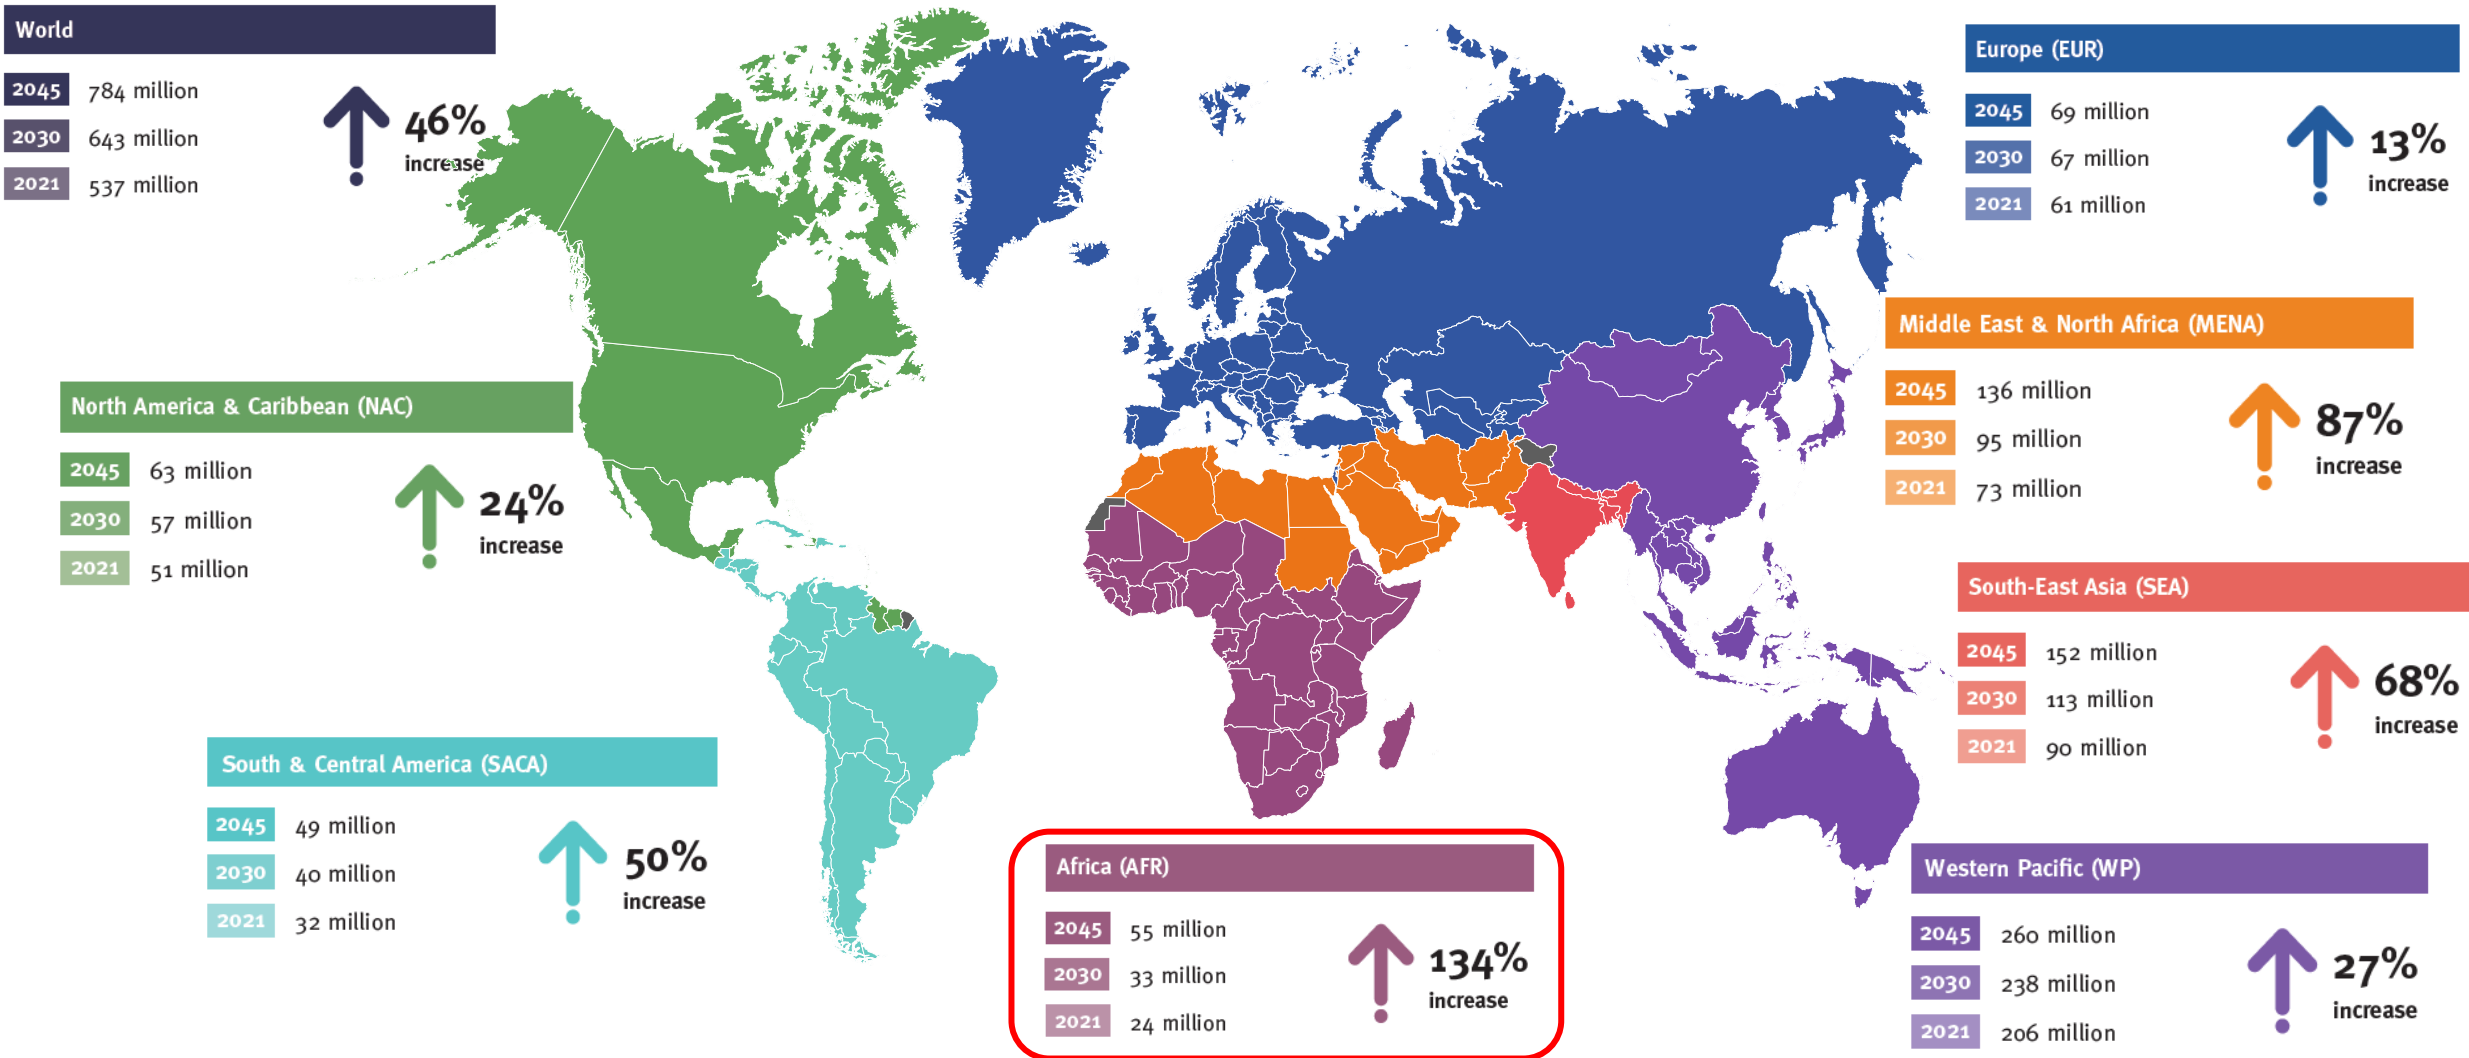 World
2045 784 million
2030 643 million
2021 537 million
46%
increase
North America & Caribbean (NAC)
2045 63 million
2030 57 million
2021 51 million
24%
increase
South & Central America (SACA)
2045 49 million
2030 40 million
2021 32 million
50%
increase
Africa (AFR)
2045 55 million
2030 33 million
2021 24 million
134%
increase
Europe (EUR)
2045 69 million
2030 67 million
2021 61 million
13%
increase
Middle East & North Africa (MENA)
2045 136 million
2030 95 million
2021 73 million
87%
increase
South-East Asia (SEA)
2045 152 million
2030 113 million
2021 90 million
68%
increase
Western Pacific (WP)
2045 260 million
2030 238 million
2021 206 million
27%
increase